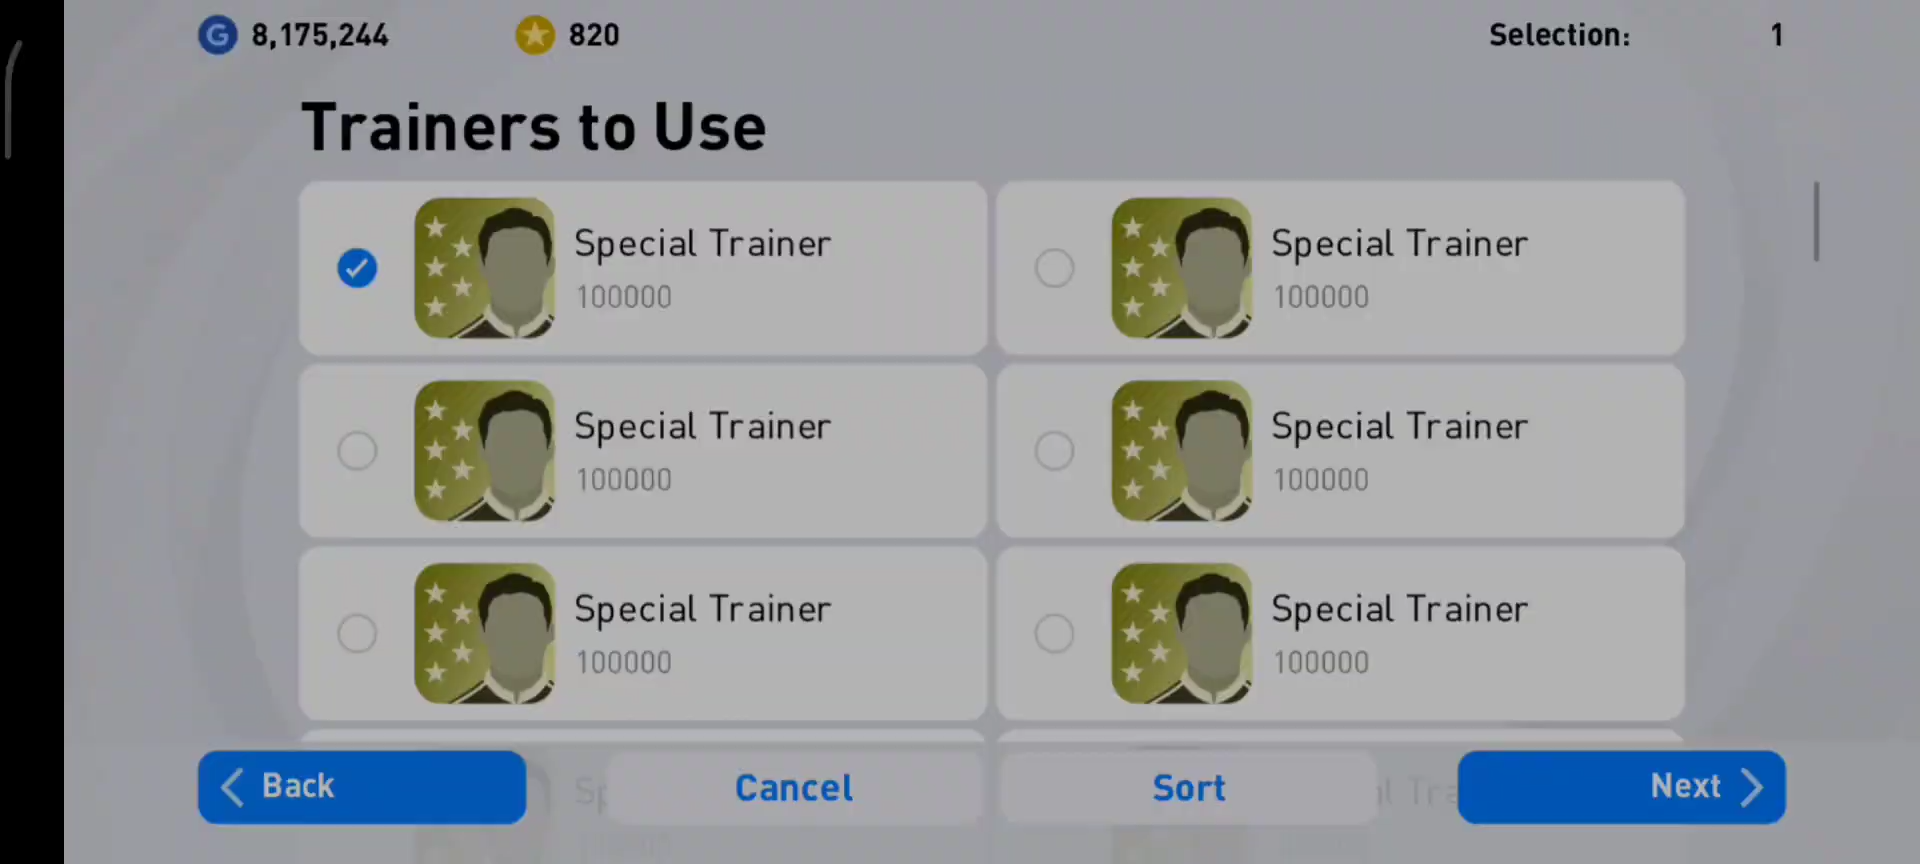 G 8,175,244 820 Selection: 1
Trainers to Use
Special Trainer Special Trainer
100000 100000
Special Trainer Special Trainer
100000 100000
Special Trainer Special Trainer
100000 100000
Back Cancel Sort Next